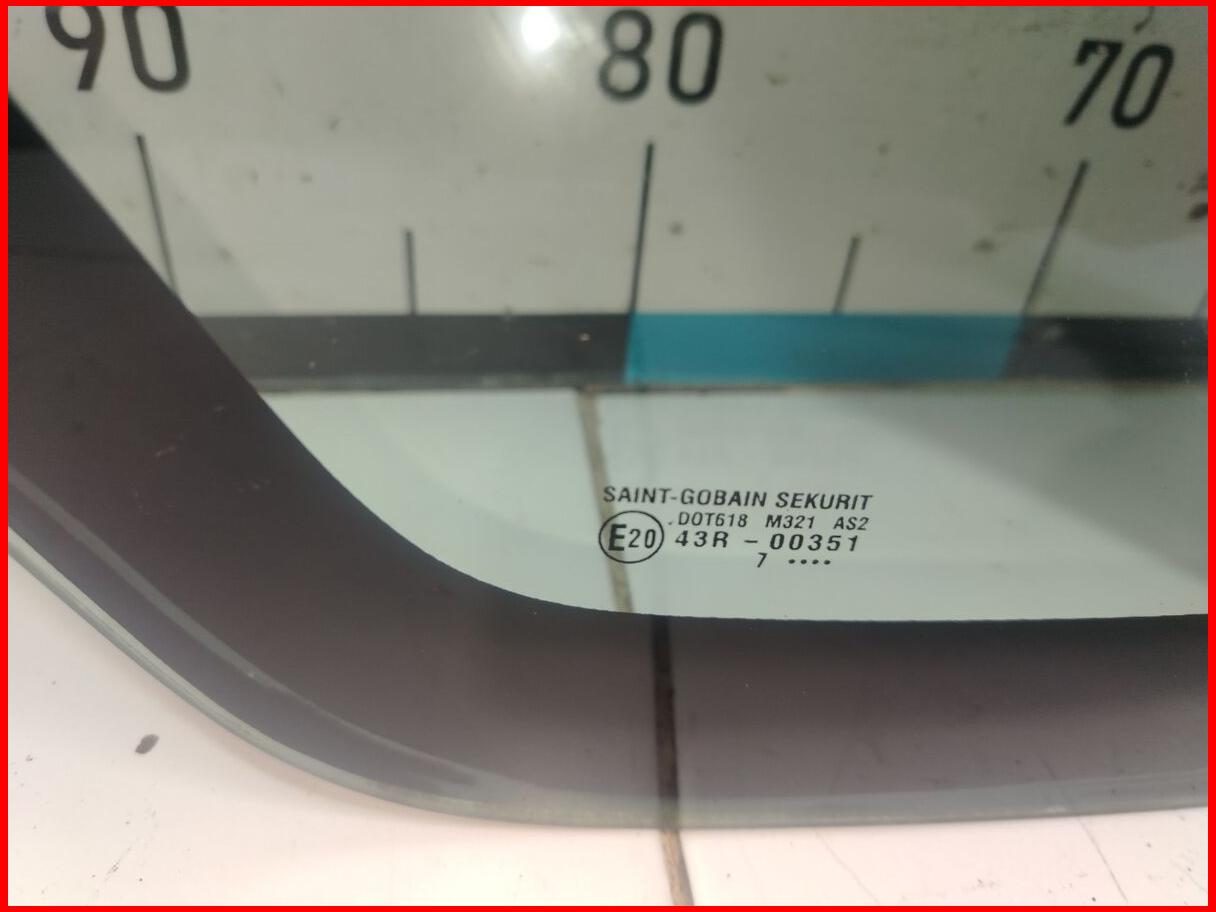 90 80 70
SAINT-GOBAIN SEKURIT
.DOT618 M321 AS2
E20 43R - 00351
7 ••••